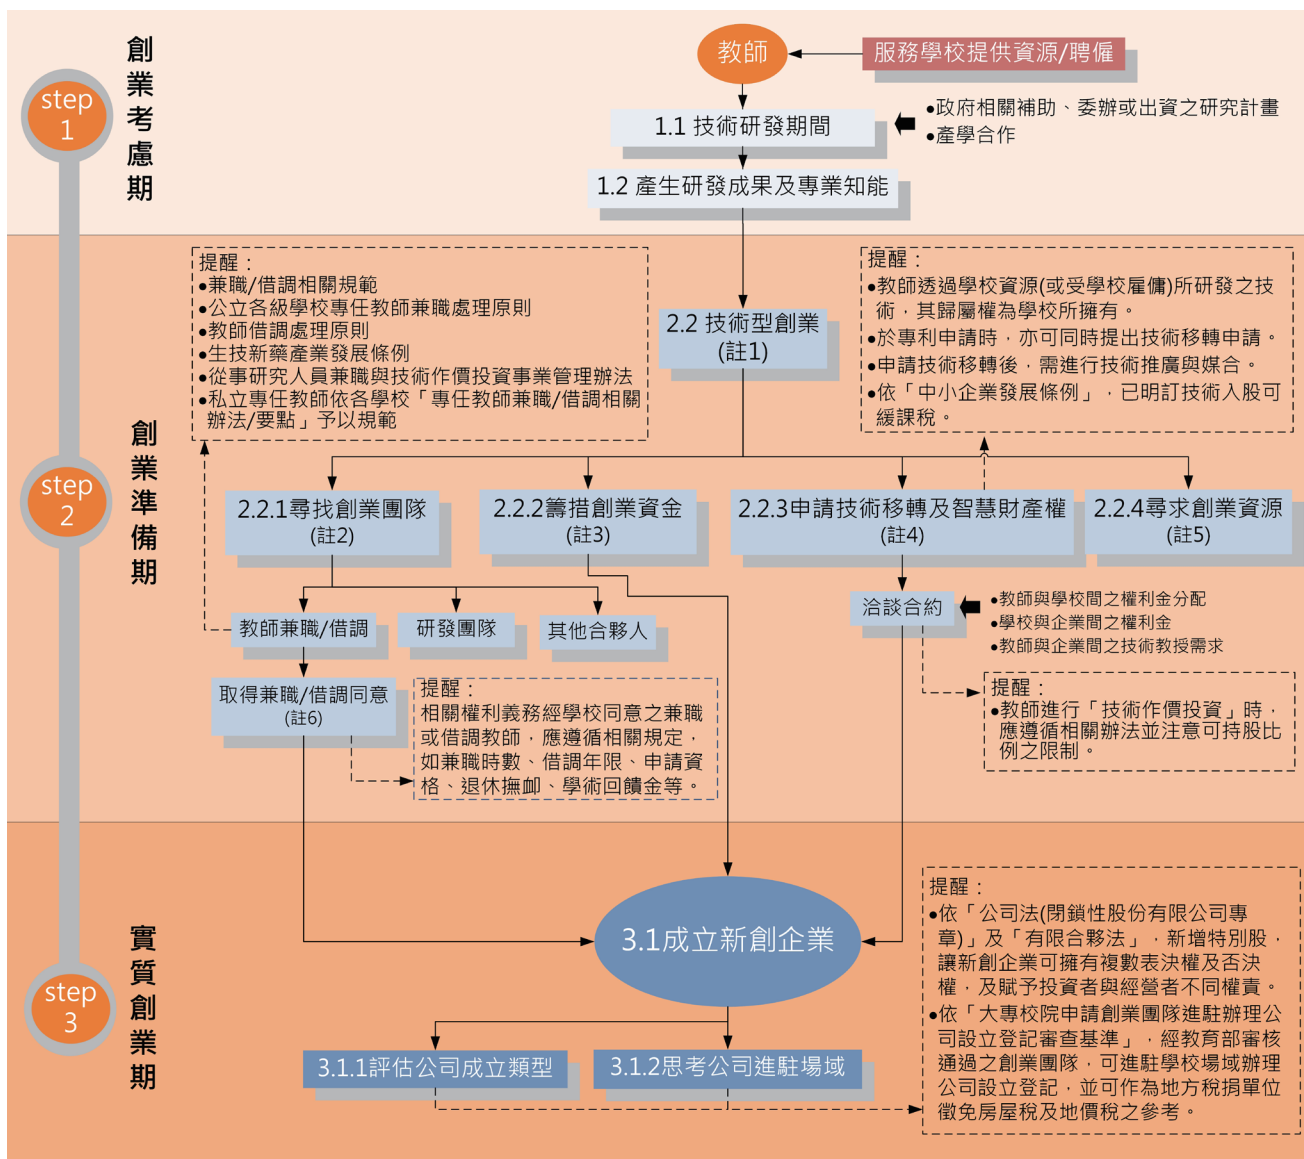 創業考慮期
step
1
教師
服務學校提供資源/聘僱
1.1 技術研發期間
●政府相關補助、委辦或出資之研究計畫
●產學合作
1.2 產生研發成果及專業知能
創業準備期
step
2
提醒：
●兼職/借調相關規範
●公立各級學校專任教師兼職處理原則
●教師借調處理原則
●生技新藥產業發展條例
●從事研究人員兼職與技術作價投資事業管理辦法
●私立專任教師依各學校「專任教師兼職/借調相關
辦法/要點」予以規範
2.2 技術型創業
(註1)
提醒：
●教師透過學校資源(或受學校雇傭)所研發之技
術，其歸屬權為學校所擁有。
●於專利申請時，亦可同時提出技術移轉申請。
●申請技術移轉後，需進行技術推廣與媒合。
●依「中小企業發展條例」，已明訂技術入股可
緩課稅。
2.2.1尋找創業團隊
(註2)
2.2.2籌措創業資金
(註3)
2.2.3申請技術移轉及智慧財產權
(註4)
2.2.4尋求創業資源
(註5)
教師兼職/借調
研發團隊
其他合夥人
洽談合約
●教師與學校間之權利金分配
●學校與企業間之權利金
●教師與企業間之技術教授需求
取得兼職/借調同意
(註6)
提醒：
相關權利義務經學校同意之兼職
或借調教師，應遵循相關規定，
如兼職時數、借調年限、申請資
格、退休撫卹、學術回饋金等。
提醒：
●教師進行「技術作價投資」時，
應遵循相關辦法並注意可持股比
例之限制。
實質創業期
step
3
3.1成立新創企業
3.1.1評估公司成立類型
3.1.2思考公司進駐場域
提醒：
●依「公司法(閉鎖性股份有限公司專
章)」及「有限合夥法」，新增特別股，
讓新創企業可擁有複數表決權及否決
權，及賦予投資者與經營者不同權責。
●依「大專校院申請創業團隊進駐辦理公
司設立登記審查基準」，經教育部審核
通過之創業團隊，可進駐學校場域辦理
公司設立登記，並可作為地方稅捐單位
徵免房屋稅及地價稅之參考。